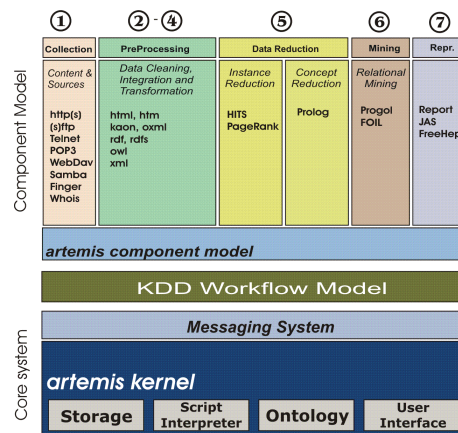 1 2 - 4 5 6 7
Collection PreProcessing Data Reduction Mining Repr.
Content & Sources
http(s)
(s)ftp
Telnet
POP3
WebDav
Samba
Finger
Whois
Data Cleaning,
Integration and
Transformation
html, htm
kaon, oxml
rdf, rdfs
owl
xml
Instance
Reduction
HITS
PageRank
Concept
Reduction
Prolog
Relational
Mining
Progol
FOIL
Report
JAS
FreeHep
Component Model
artemis component model
KDD Workflow Model
Messaging System
Core system
artemis kernel
Storage
Script
Interpreter
Ontology
User
Interface